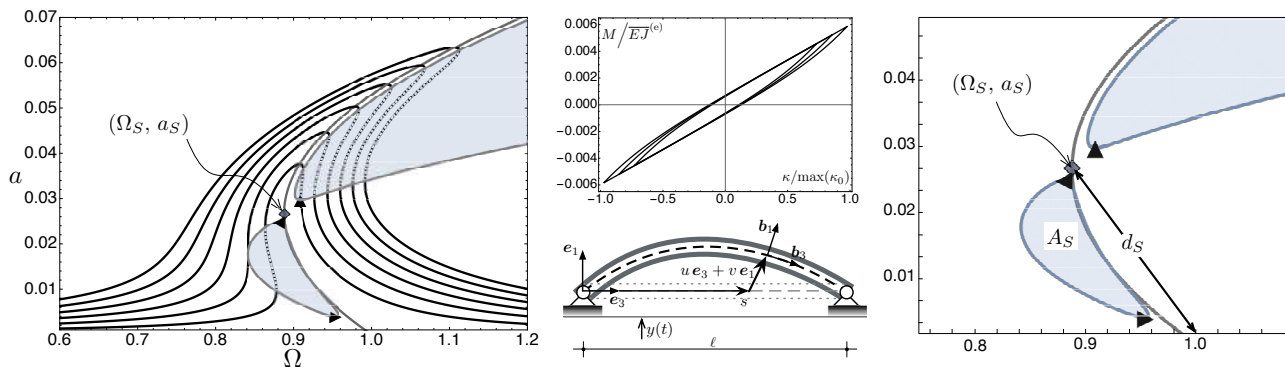 0.07
0.06
0.05
0.04
0.03
0.02
0.01
0
a
(Ω_S, a_S)
0.6 0.7 0.8 0.9 1.0 1.1 1.2
Ω
0.006
0.004
0.002
0.000
−0.002
−0.004
−0.006
M/EJ^(e)
κ/max(κ_0)
−1.0 −0.5 0.0 0.5 1.0
b_1
e_1
b_3
u e_3 + v e_1
e_3
s
y(t)
ℓ
(Ω_S, a_S)
0.04
0.03
0.02
0.01
A_S
d_S
0.8 0.9 1.0